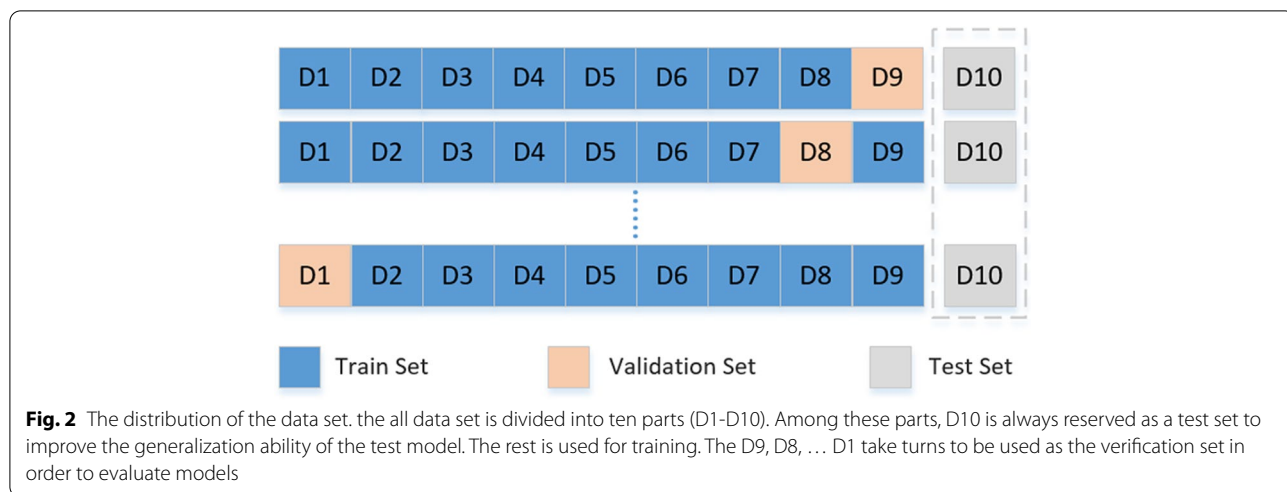 D1 D2 D3 D4 D5 D6 D7 D8 D9 D10
D1 D2 D3 D4 D5 D6 D7 D8 D9 D10
D1 D2 D3 D4 D5 D6 D7 D8 D9 D10
Train Set Validation Set Test Set
Fig. 2 The distribution of the data set. the all data set is divided into ten parts (D1-D10). Among these parts, D10 is always reserved as a test set to
improve the generalization ability of the test model. The rest is used for training. The D9, D8, … D1 take turns to be used as the verification set in
order to evaluate models